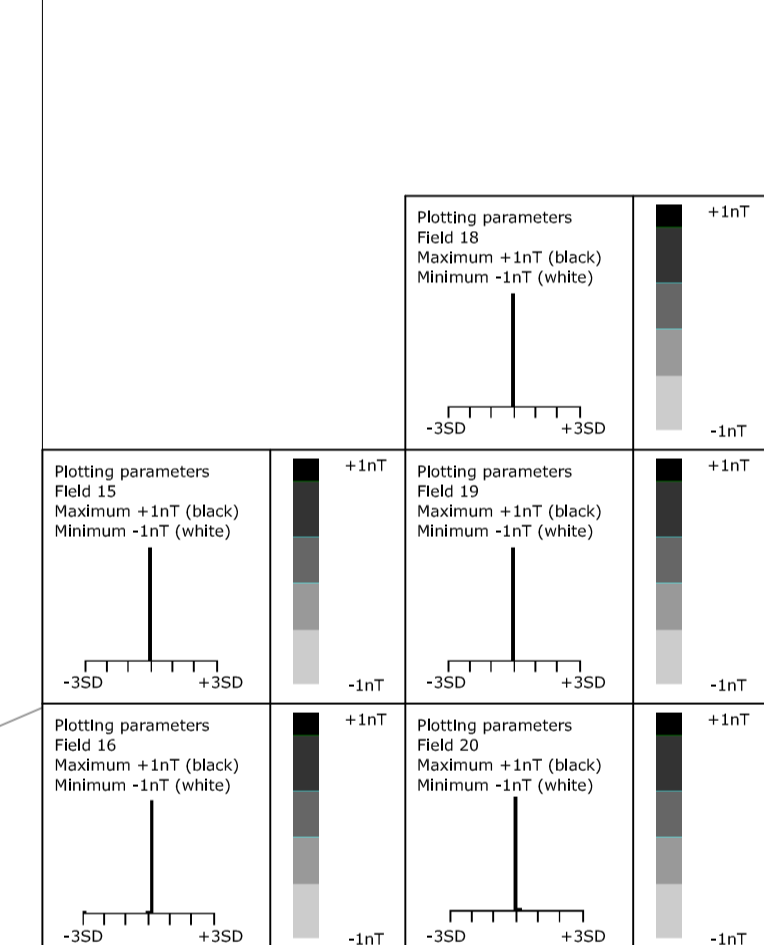 Plotting parameters
Field 18
Maximum +1nT (black)
Minimum -1nT (white)
-3SD +3SD
+1nT
-1nT
Plotting parameters
Field 15
Maximum +1nT (black)
Minimum -1nT (white)
-3SD +3SD
+1nT
-1nT
Plotting parameters
Field 19
Maximum +1nT (black)
Minimum -1nT (white)
-3SD +3SD
+1nT
-1nT
Plotting parameters
Field 16
Maximum +1nT (black)
Minimum -1nT (white)
-3SD +3SD
+1nT
-1nT
Plotting parameters
Field 20
Maximum +1nT (black)
Minimum -1nT (white)
-3SD +3SD
+1nT
-1nT